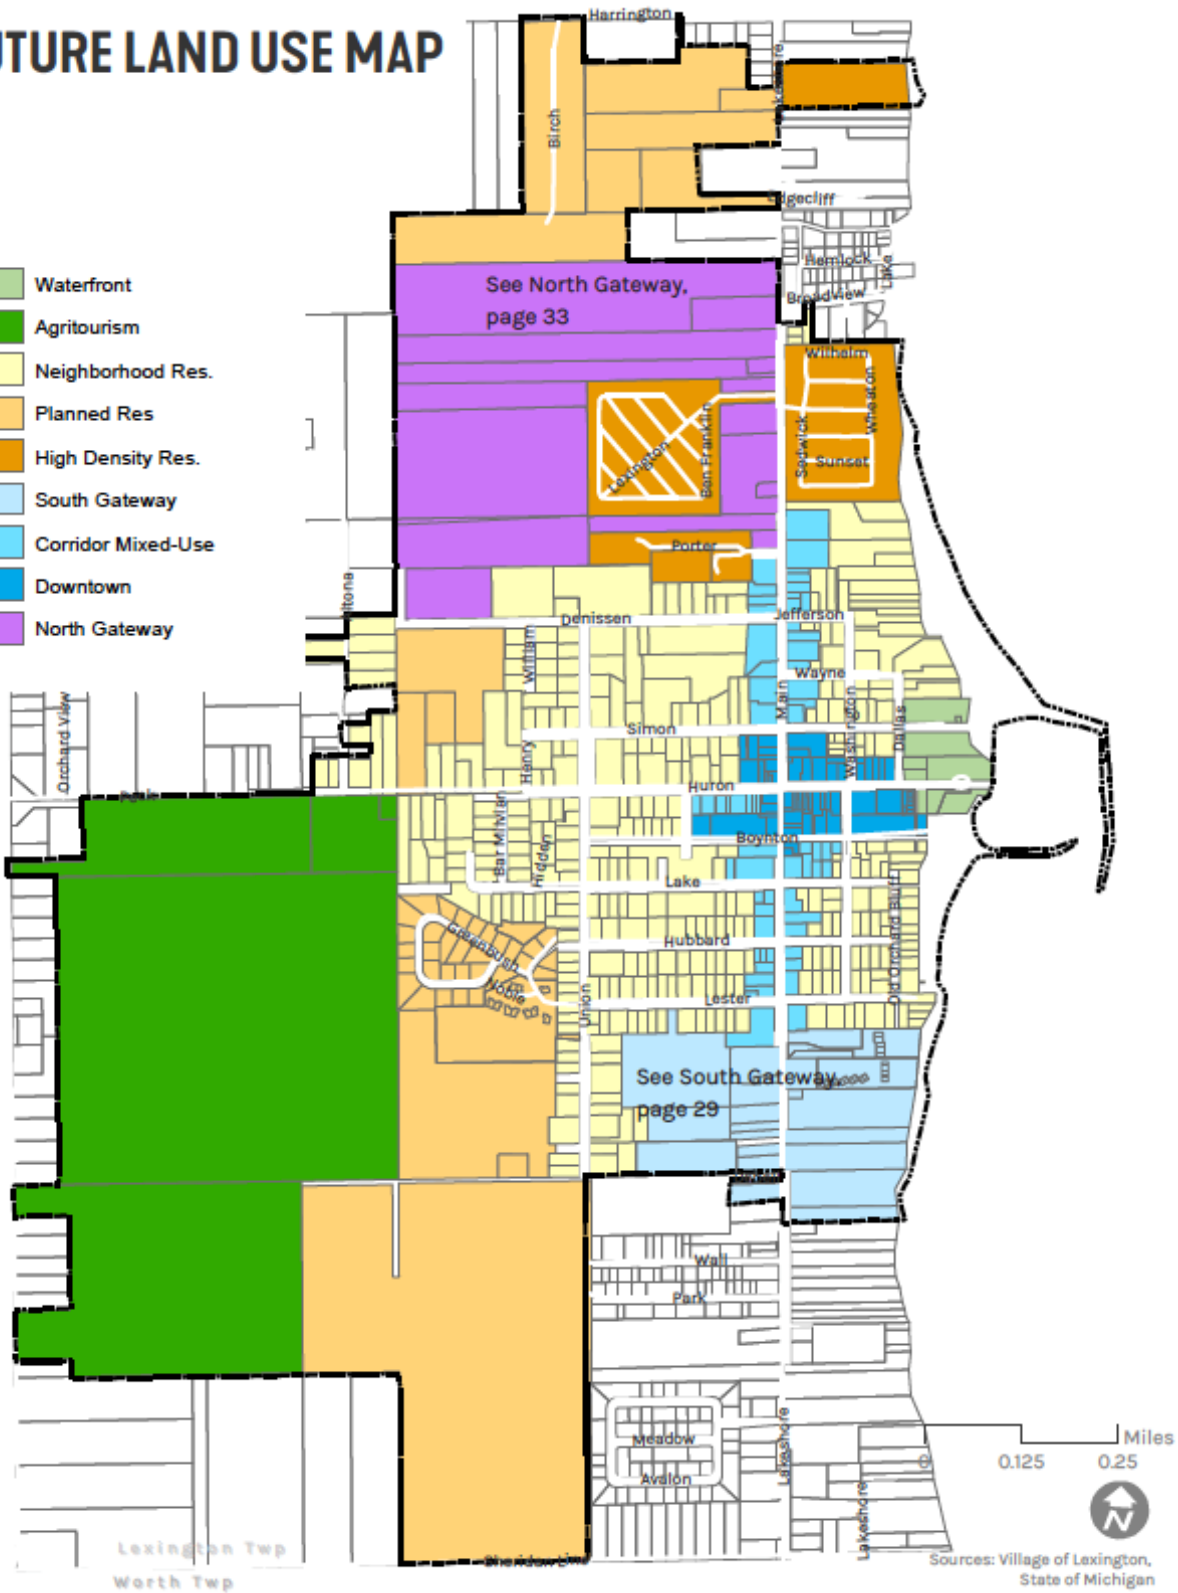 UTURE LAND USE MAP
Harrington
Birch
Lakeshore
Edgecliff
Hemlock
Lake
Broadview
Waterfront
Agritourism
Neighborhood Res.
Planned Res
High Density Res.
South Gateway
Corridor Mixed-Use
Downtown
North Gateway
See North Gateway,
page 33
Wilhelm
Wheaton
Sedwick
Sunset
Lexington
Ben Franklin
Porter
Denissen
Jefferson
William
Wayne
Main
Washington
Dallas
Simon
Orchard View
Henry
Huron
Boynton
Bar Milvian
Hidden
Lake
Greenbush
Noble
Hubbard
Old Orchard Bluff
Lester
Union
See South Gateway,
page 29
Wall
Park
Meadow
Avalon
Lakeshore
Lakeshore
Miles
0 0.125 0.25
N
Sheridan Line
Lexington Twp
Worth Twp
Sources: Village of Lexington,
State of Michigan